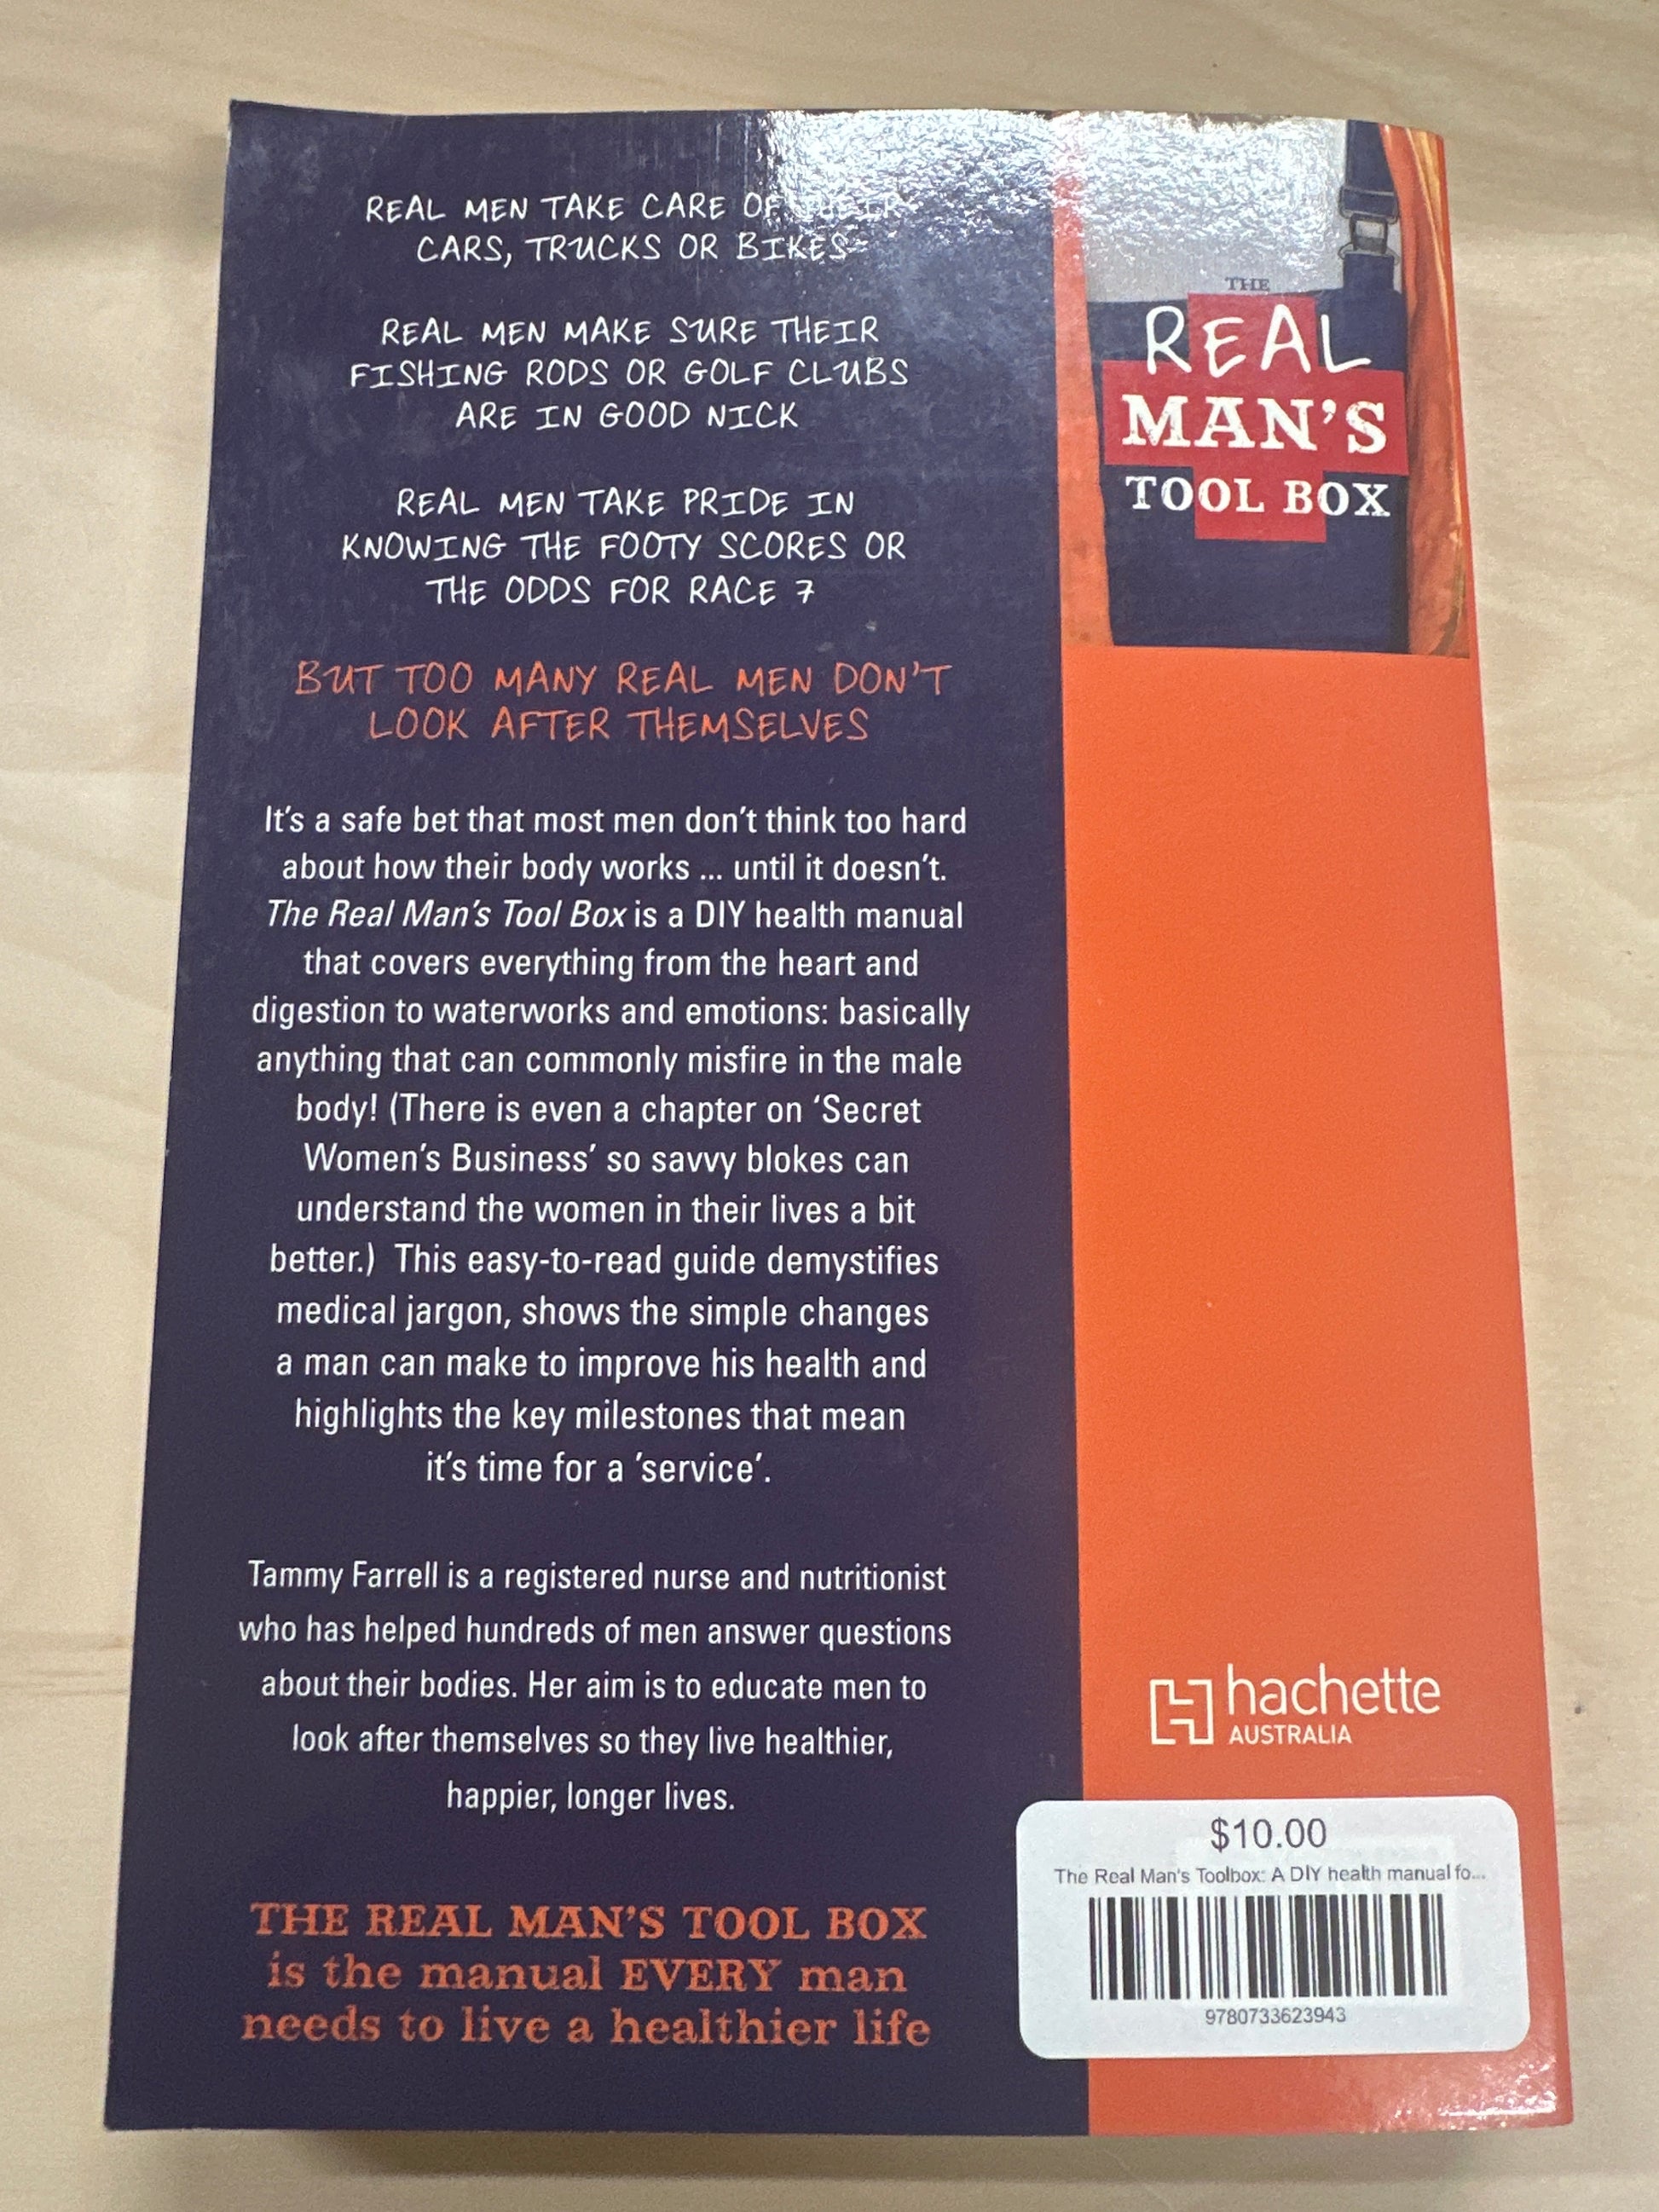 REAL MEN TAKE CARE OF THEIR
CARS, TRUCKS OR BIKES
REAL MEN MAKE SURE THEIR
FISHING RODS OR GOLF CLUBS
ARE IN GOOD NICK
REAL MEN TAKE PRIDE IN
KNOWING THE FOOTY SCORES OR
THE ODDS FOR RACE 7
BUT TOO MANY REAL MEN DON'T
LOOK AFTER THEMSELVES
It's a safe bet that most men don't think too hard
about how their body works ... until it doesn't.
The Real Man's Tool Box is a DIY health manual
that covers everything from the heart and
digestion to waterworks and emotions: basically
anything that can commonly misfire in the male
body! (There is even a chapter on ‘Secret
Women's Business’ so savvy blokes can
understand the women in their lives a bit
better.) This easy-to-read guide demystifies
medical jargon, shows the simple changes
a man can make to improve his health and
highlights the key milestones that mean
it's time for a 'service'.
Tammy Farrell is a registered nurse and nutritionist
who has helped hundreds of men answer questions
about their bodies. Her aim is to educate men to
look after themselves so they live healthier,
happier, longer lives.
THE REAL MAN'S TOOL BOX
is the manual EVERY man
needs to live a healthier life
THE
REAL
MAN'S
TOOL BOX
hachette
AUSTRALIA
$10.00
The Real Man's Toolbox: A DIY health manual fo...
9780733623943